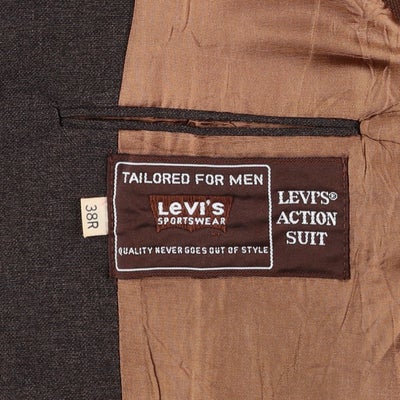 TAILORED FOR MEN
LeVI'S
SPORTSWEAR
QUALITY NEVER GOES OUT OF STYLE
LEVI'S®
ACTION
SUIT
38R